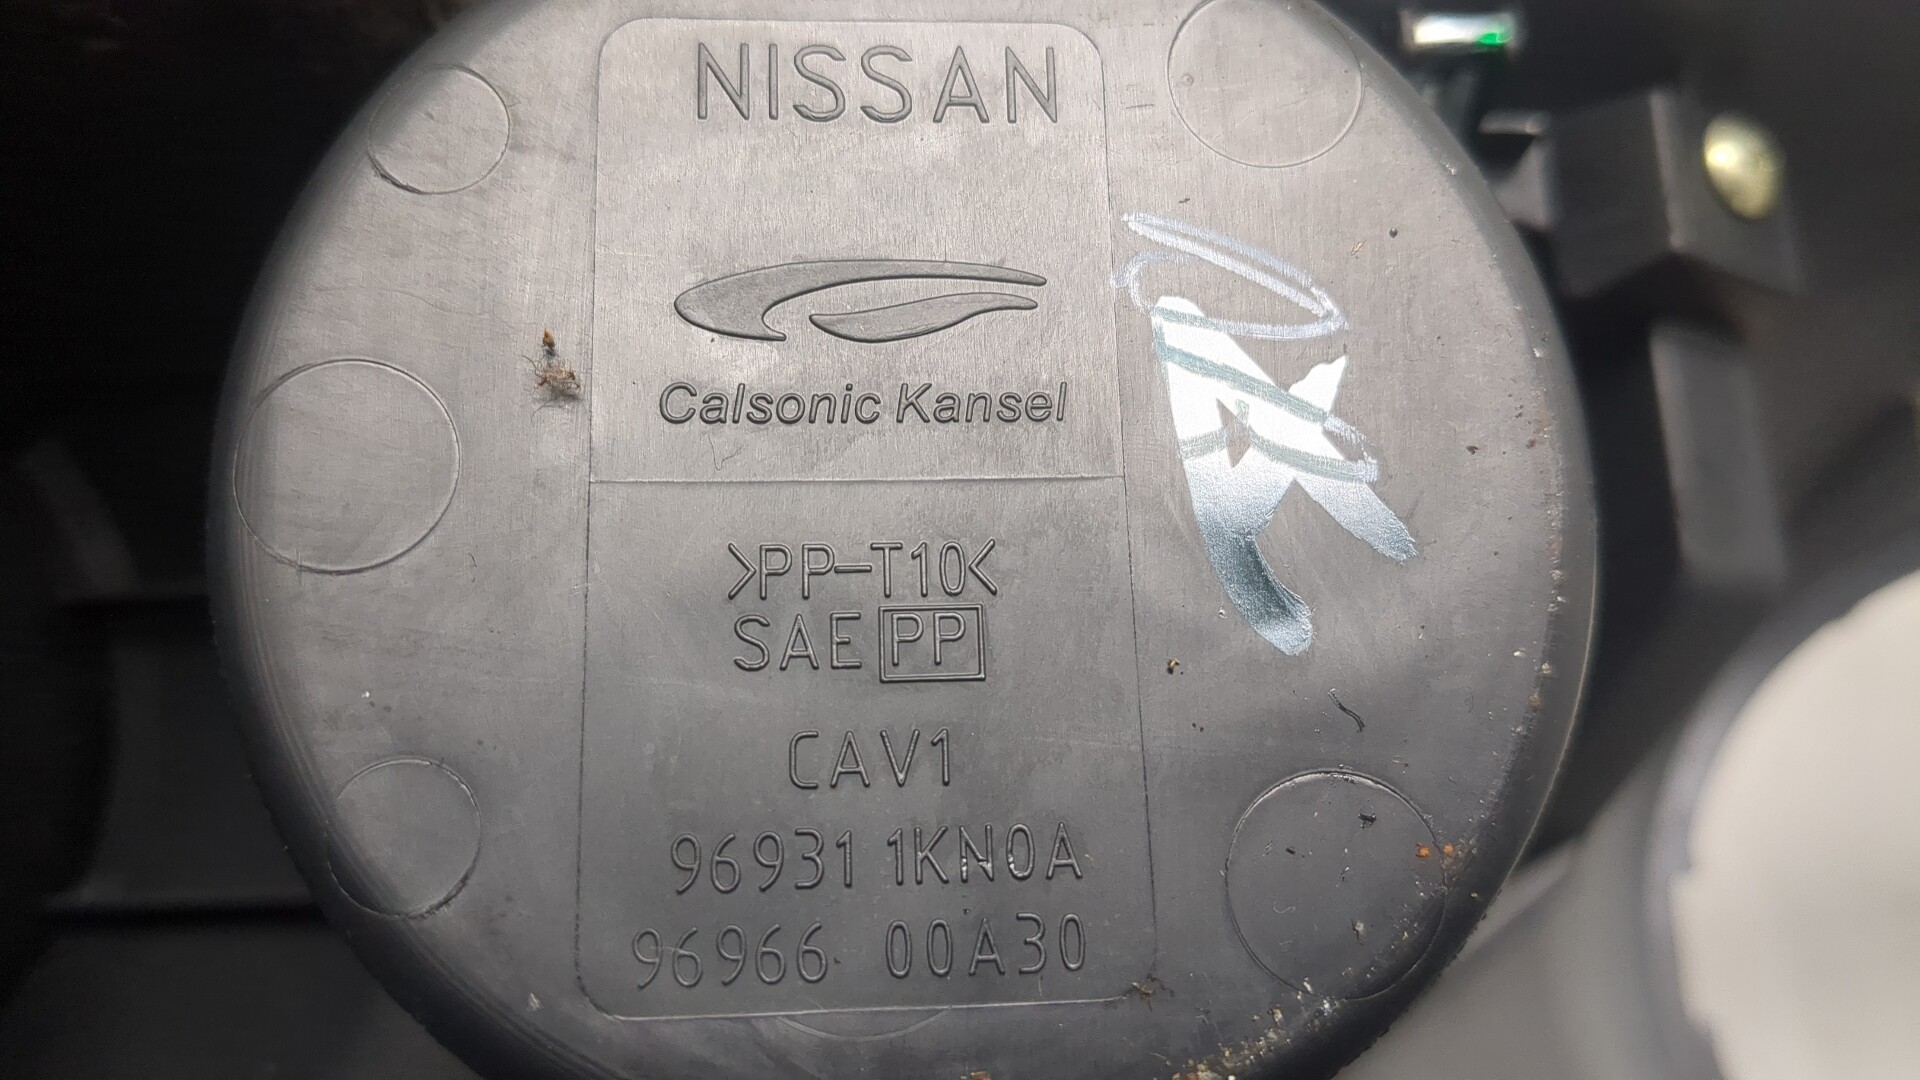 NISSAN
Calsonic Kansei
>PP-T10<
SAE PP
CAV1
96931 1KN0A
96966 00A30